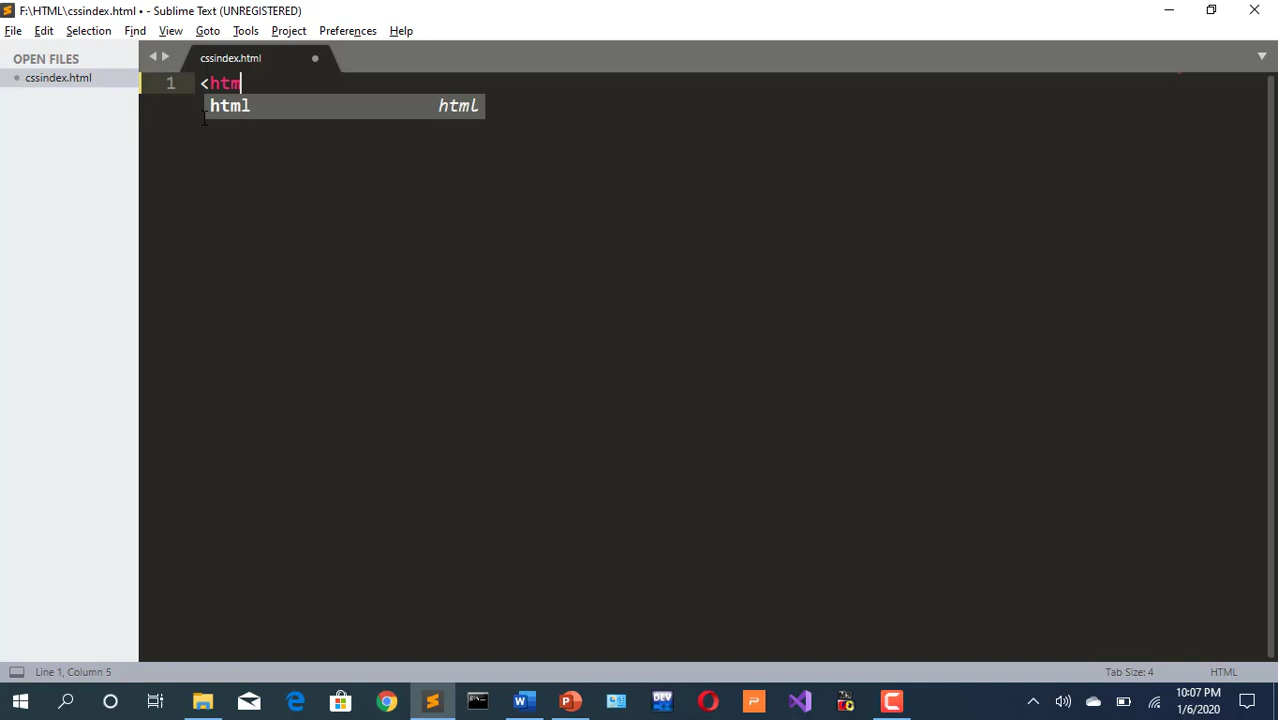 F:\HTML\cssindex.html • - Sublime Text (UNREGISTERED)
File Edit Selection Find View Goto Tools Project Preferences Help
OPEN FILES
cssindex.html
cssindex.html
1 <htm
html html
Line 1, Column 5
Tab Size: 4
HTML
DEV
10:07 PM
1/6/2020